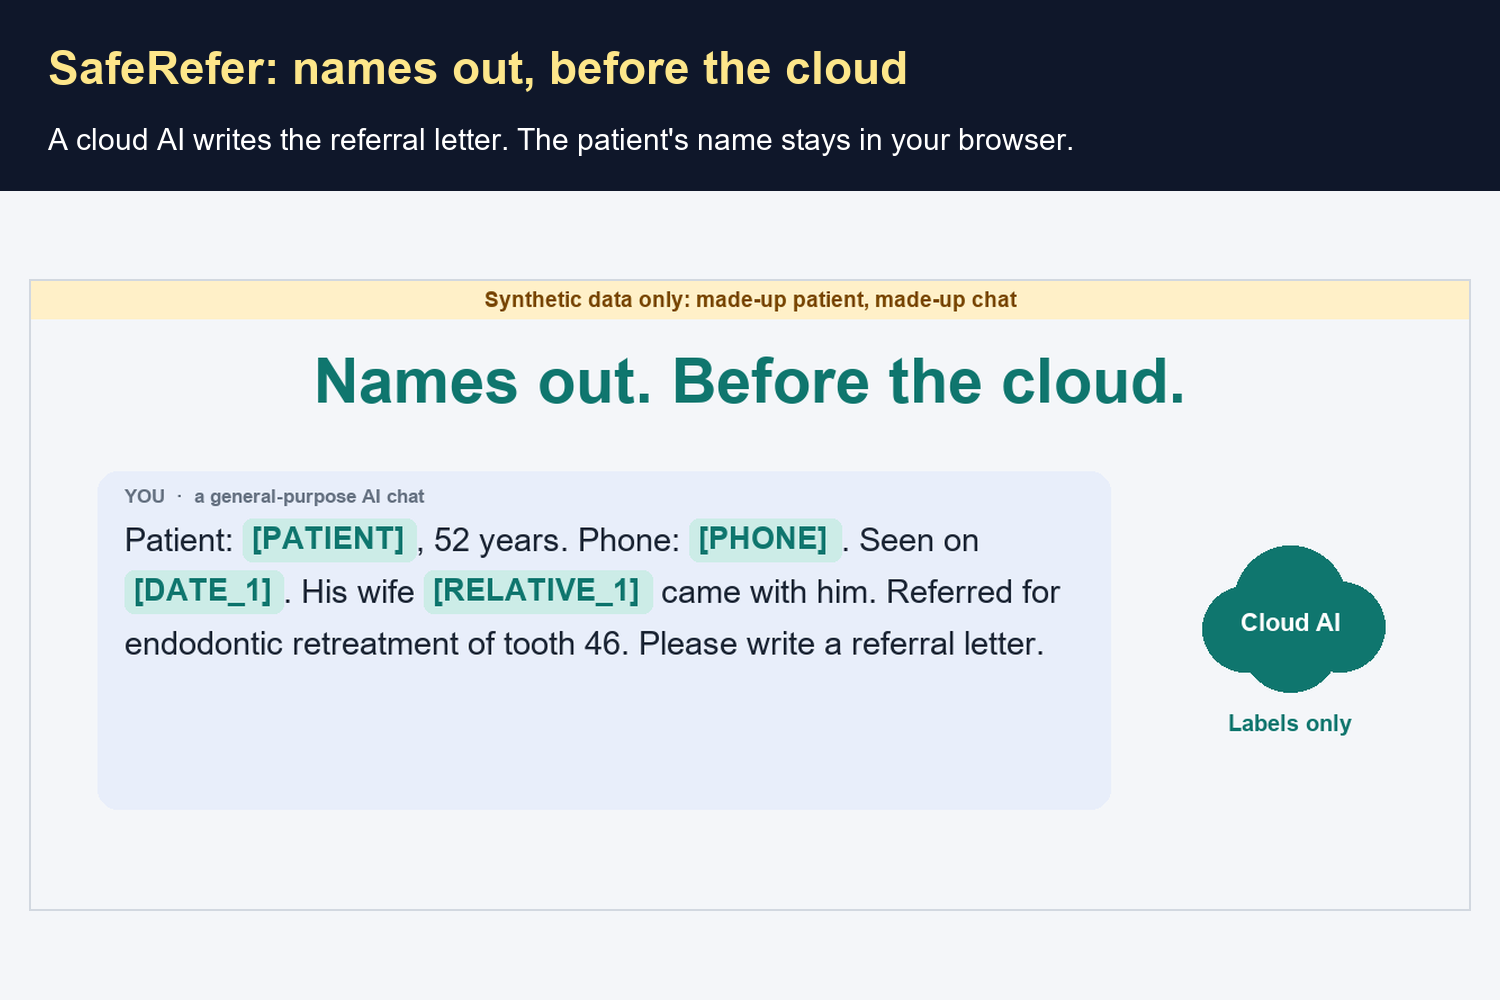 SafeRefer: names out, before the cloud
A cloud AI writes the referral letter. The patient's name stays in your browser.
Synthetic data only: made-up patient, made-up chat
Names out. Before the cloud.
YOU · a general-purpose AI chat
Patient: [PATIENT] , 52 years. Phone: [PHONE] . Seen on
[DATE_1] . His wife [RELATIVE_1] came with him. Referred for
endodontic retreatment of tooth 46. Please write a referral letter.
Cloud AI
Labels only